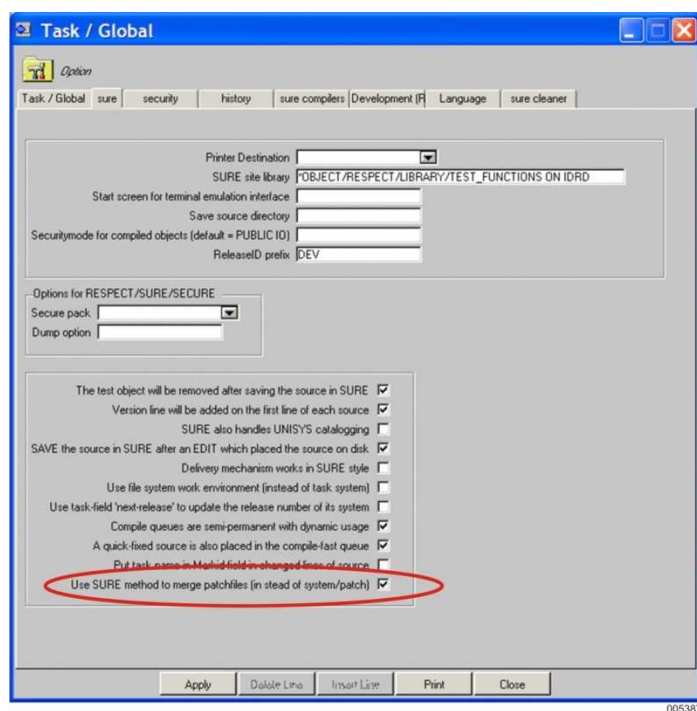 Task / Global
Option
Task / Global sure security history sure compilers Development (F Language sure cleaner
Printer Destination
SURE site library *OBJECT/RESPECT/LIBRARY/TEST_FUNCTIONS ON IDRD
Start screen for terminal emulation interface
Save source directory
Securitymode for compiled objects (default = PUBLIC IO)
ReleaseID prefix DEV
Options for RESPECT/SURE/SECURE
Secure pack
Dump option
The test object will be removed after saving the source in SURE
Version line will be added on the first line of each source
SURE also handles UNISYS catalogging
SAVE the source in SURE after an EDIT which placed the source on disk
Delivery mechanism works in SURE style
Use file system work environment (instead of task system)
Use task-field 'next-release' to update the release number of its system
Compile queues are semi-permanent with dynamic usage
A quick-fixed source is also placed in the compile-fast queue
Put task name in Markid field in changed lines of source
Use SURE method to merge patchfiles (in stead of system/patch)
Apply Delete Line Insert Line Print Close
00538